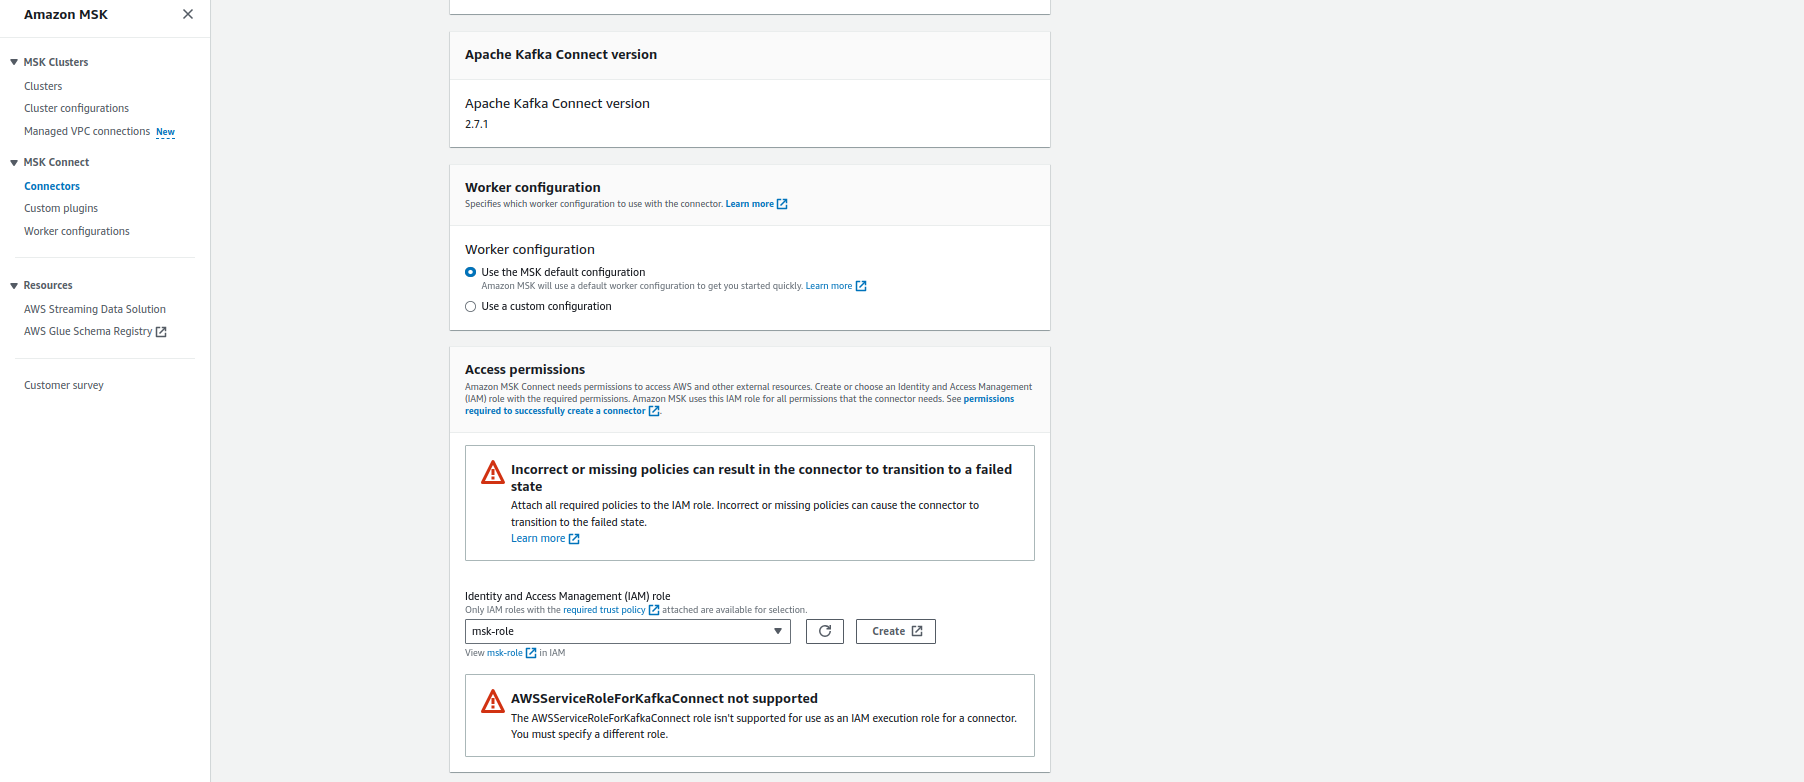 Amazon MSK
MSK Clusters
Clusters
Cluster configurations
Managed VPC connections New
MSK Connect
Connectors
Custom plugins
Worker configurations
Resources
AWS Streaming Data Solution
AWS Glue Schema Registry
Customer survey
Apache Kafka Connect version
Apache Kafka Connect version
2.7.1
Worker configuration
Specifies which worker configuration to use with the connector. Learn more
Worker configuration
Use the MSK default configuration
Amazon MSK will use a default worker configuration to get you started quickly. Learn more
Use a custom configuration
Access permissions
Amazon MSK Connect needs permissions to access AWS and other external resources. Create or choose an Identity and Access Management
(IAM) role with the required permissions. Amazon MSK uses this IAM role for all permissions that the connector needs. See permissions
required to successfully create a connector.
Incorrect or missing policies can result in the connector to transition to a failed
state
Attach all required policies to the IAM role. Incorrect or missing policies can cause the connector to
transition to the failed state.
Learn more
Identity and Access Management (IAM) role
Only IAM roles with the required trust policy attached are available for selection.
msk-role
Create
View msk-role in IAM
AWSServiceRoleForKafkaConnect not supported
The AWSServiceRoleForKafkaConnect role isn't supported for use as an IAM execution role for a connector.
You must specify a different role.